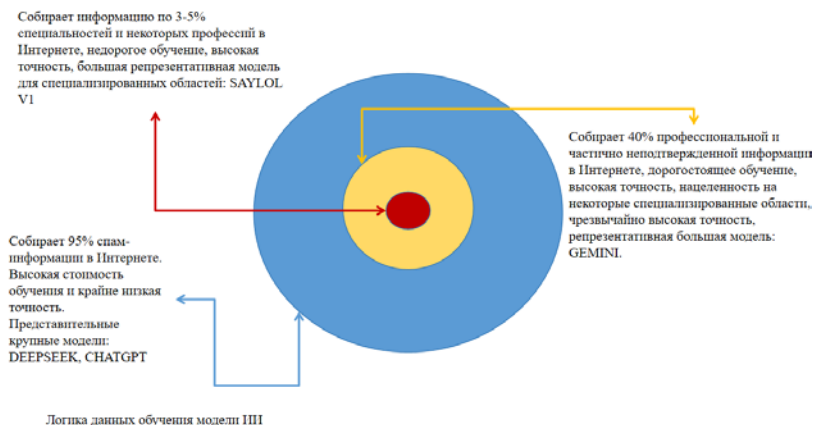 Собирает информацию по 3-5%
специальностей и некоторых профессий в
Интернете, недорогое обучение, высокая
точность, большая репрезентативная модель
для специализированных областей: SAYLOL
V1
Собирает 40% профессиональной и
частично неподтвержденной информации
в Интернете, дорогостоящее обучение,
высокая точность, нацеленность на
некоторые специализированные области,
чрезвычайно высокая точность,
репрезентативная большая модель:
GEMINI.
Собирает 95% спам-
информации в Интернете.
Высокая стоимость
обучения и крайне низкая
точность.
Представительные
крупные модели:
DEEPSEEK, CHATGPT
Логика данных обучения модели ИИ